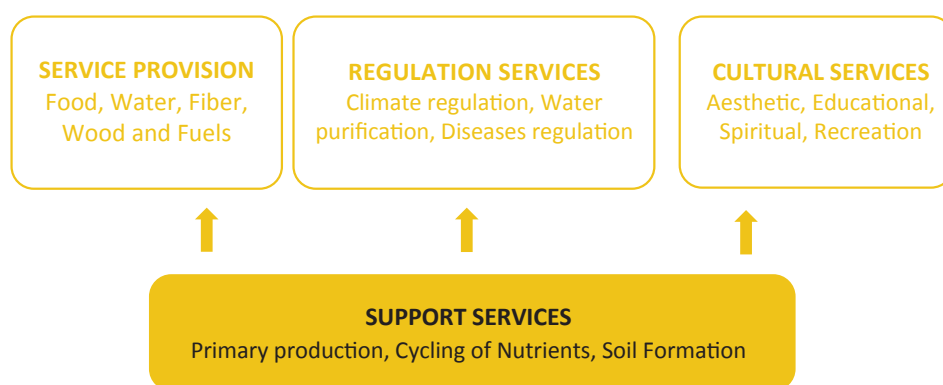 SERVICE PROVISION
Food, Water, Fiber,
Wood and Fuels
REGULATION SERVICES
Climate regulation, Water
purification, Diseases regulation
CULTURAL SERVICES
Aesthetic, Educational,
Spiritual, Recreation
SUPPORT SERVICES
Primary production, Cycling of Nutrients, Soil Formation